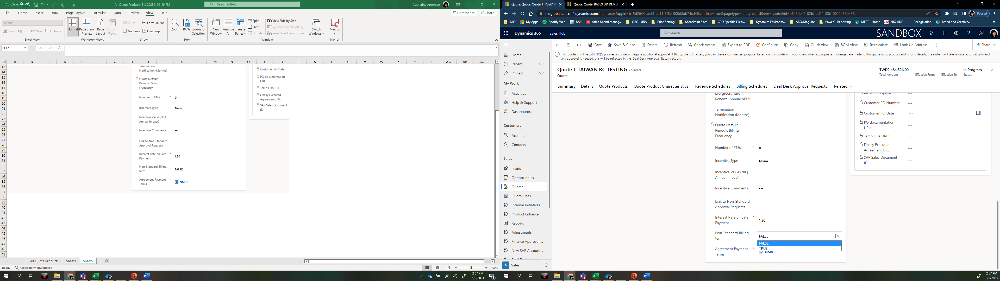 AutoSave Off
All Quote Products 5-8-2023 3-06-46 PM
Search (Alt+Q)
Katherine Amoroso
File Home Insert Draw Page Layout Formulas Data Review View Help
Comments Share
Default
Keep Exit New Options
Sheet View
Normal Page Break Preview Page Layout Custom Views
Workbook Views
Ruler Formula Bar
Gridlines Headings
Show
Zoom 100% Zoom to Selection
Zoom
New Window Arrange All Freeze Panes
Split
Hide
Unhide
View Side by Side
Synchronous Scrolling
Reset Window Position
Window
Switch Windows
Macros
Macros
X32
fx
A B C D E F G H I J K L M N O P Q R S T U V W X Y Z AA AB AC
13
14
15
16
17
18
19
20
21
22
23
24
25
26
27
28
29
30
31
32
33
34
35
36
37
38
39
40
41
42
43
44
45
46
47
48
49
Termination
Notification (Months) ---
Quote Default
Periodic Billing ---
Frequency
Number of FTEs * 0
Incentive Type None
Incentive Value (NIQ
Annual Impact) ---
Incentive Comments ---
Link to Non-Standard
Approval Requests ---
Interest Rate on Late *
Payment 1.50
Non-Standard Billing
term FALSE
Agreement Payment *
Terms NM01
Customer PO Date
PO documentation
URL:
Temp EOA URL:
Finally Executed
Agreement URL:
SAP Sales Document
ID
All Quote Products Sheet1 Sheet2
Ready Accessibility: Investigate
100%
2:57 PM
5/9/2023
3
Quote: Quote: Quote 1_TAIWAN
Quote: Quote: BASES DD DEMO
niqglobaluat.crm4.dynamics.com/main.aspx?appid=b15d2644-ad53-ec11-8f8e-000d3ab74cd4&cmdbar=true&pagetype=entityrecord&etn=quote&id=b849de41-82bf-ed11-83ff-0022489b438c
Paused
NIQ My Apps Spotify Web SAP Ariba Spend Manag... Q2C - JIRA Price Setting SharePoint Sites CPQ Specific Files/... Dynamics Environm... ABO/Maguire PowerBI Reporting MEET - Home NIQ ADP RecogNation Brand and Creative...
Dynamics 365 Sales Hub
Search
SANDBOX
Save Save & Close Delete Refresh Check Access Export to PDF Configure Copy Quick View BOM View Recalculate Look Up Address Share
This quote is in line with NIQ's policies and doesn't require additional approval. If this quote is finalized, you can share a commercial proposal based on this quote with your client when appropriate. If changes are made to this quote or its product and pricing details, the system will re-evaluate automatically and if
any approval is needed, this will be reflected in the 'Deal Desk Approval Status' section.
Quote 1_TAIWAN RC TESTING - Saved
Quote
TWD2,484,526.00
Total Amount
---
Effective From
---
Effective To
In Progress
Status
Summary Details Quote Products Quote Product Characteristics Revenue Schedules Billing Schedules Deal Desk Approval Requests Related
Home
Recent
Pinned
My Work
Activities
Help & Support
Dashboards
Customers
Accounts
Contacts
Sales
Leads
Opportunities
Quotes
Quote Lines
Internal Initiatives
Product Enhance...
Reports
Adjustments
Finance Approval ...
New SAP Account...
Deal Desk Approv...
S Sales
Evergreen/Auto
Renewal Annual API % ---
Termination
Notification (Months) ---
Quote Default
Periodic Billing ---
Frequency
Number of FTEs * 0
Incentive Type None
Incentive Value (NIQ
Annual Impact) ---
Incentive Comments ---
Link to Non-Standard
Approval Requests ---
Interest Rate on Late *
Payment 1.50
Non-Standard Billing
term FALSE
FALSE
TRUE
Agreement Payment *
Terms NM01
Invoice Recipient ---
Customer PO Number ---
Customer PO Date ---
PO documentation
URL: ---
Temp EOA URL: ---
Finally Executed
Agreement URL: ---
SAP Sales Document
ID ---
2:57 PM
5/9/2023